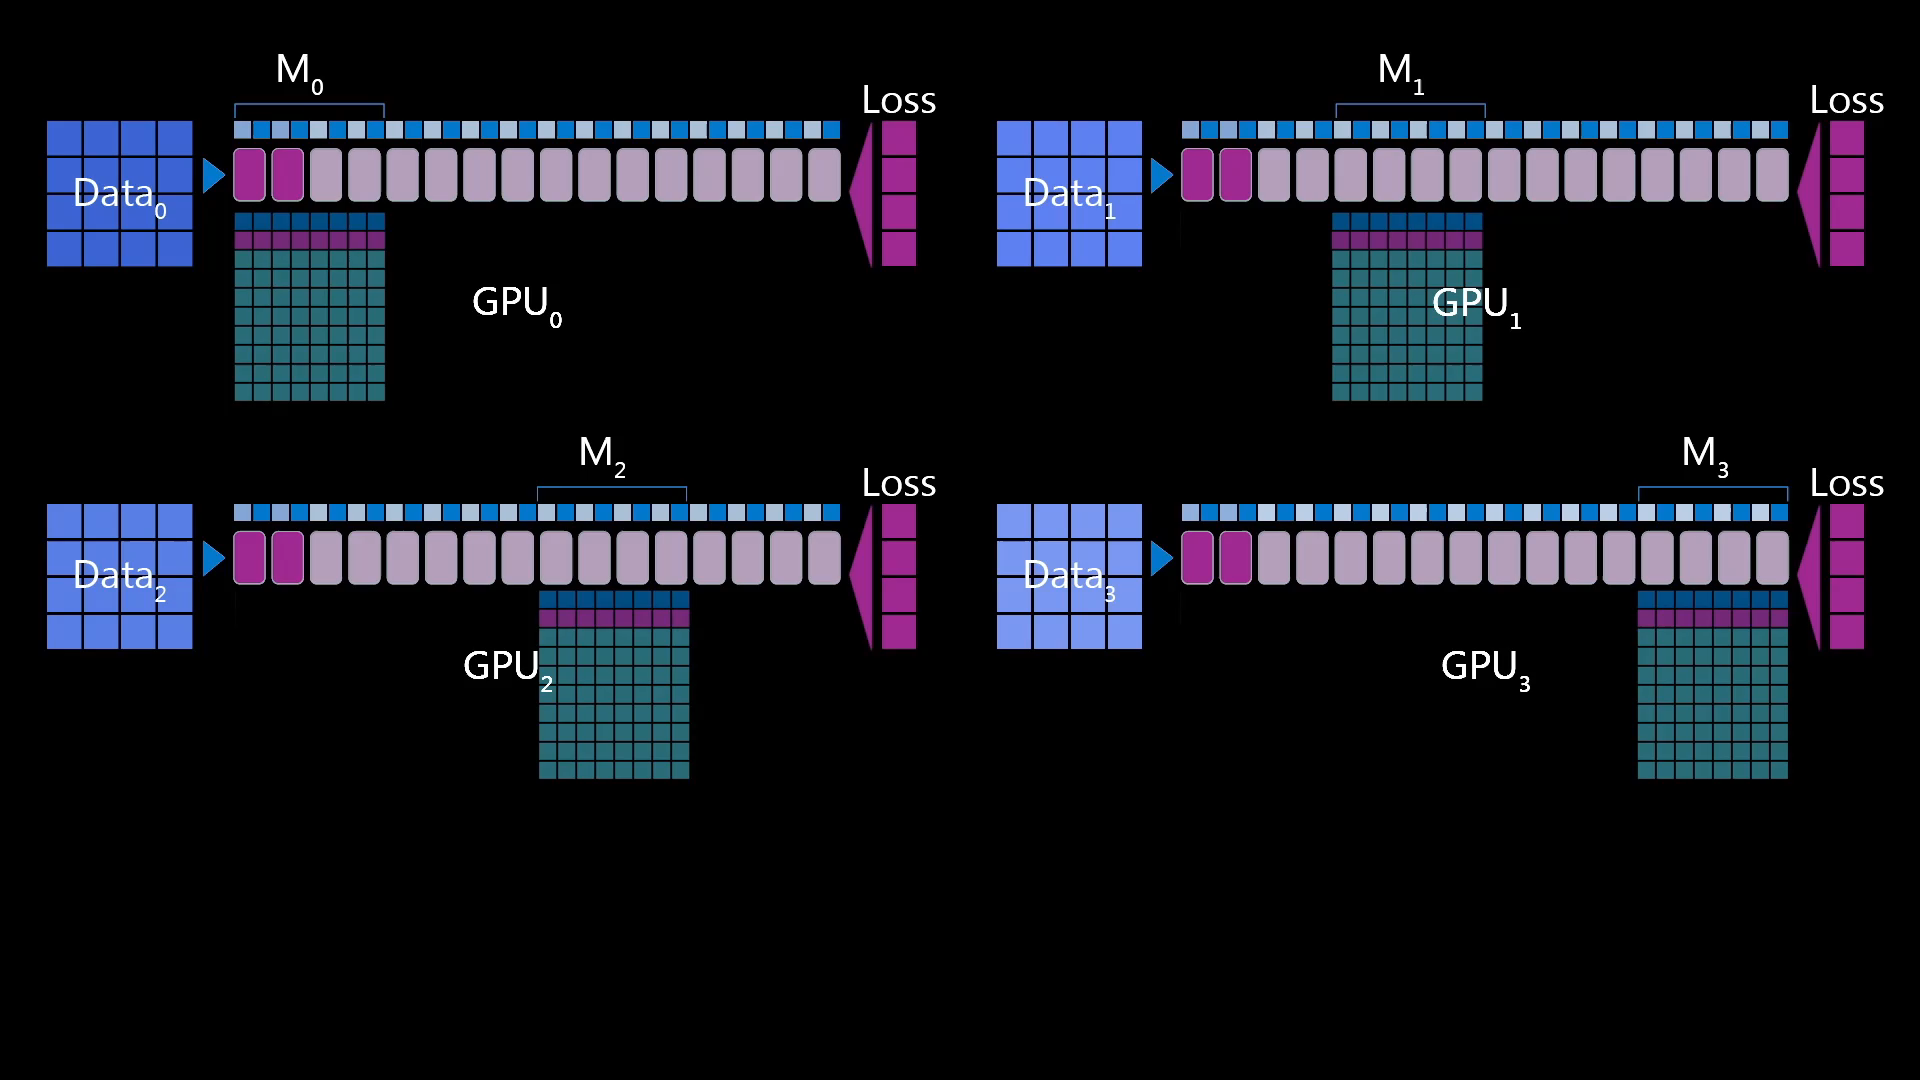 M₀
Loss
Data₀
GPU₀
M₁
Loss
Data₁
GPU₁
M₂
Loss
Data₂
GPU₂
M₃
Loss
Data₃
GPU₃